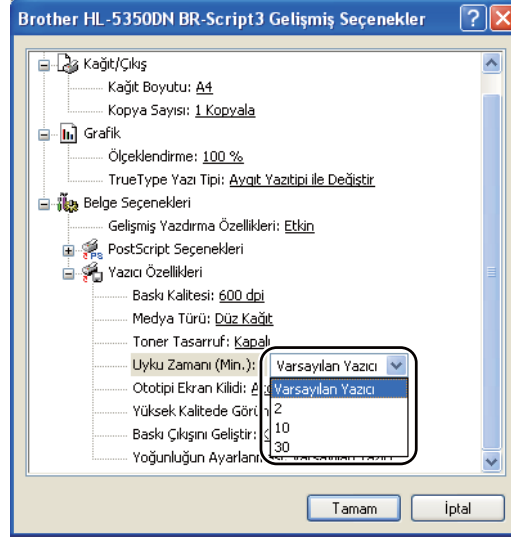 Brother HL-5350DN BR-Script3 Gelişmiş Seçenekler
Kağıt/Çıkış
Kağıt Boyutu: A4
Kopya Sayısı: 1 Kopyala
Grafik
Ölçeklendirme: 100 %
TrueType Yazı Tipi: Aygıt Yazıtipi ile Değiştir
Belge Seçenekleri
Gelişmiş Yazdırma Özellikleri: Etkin
PostScript Seçenekleri
Yazıcı Özellikleri
Baskı Kalitesi: 600 dpi
Medya Türü: Düz Kağıt
Toner Tasarruf: Kapalı
Uyku Zamanı (Min.): Varsayılan Yazıcı
Ototipi Ekran Kilidi: Varsayılan Yazıcı
Yüksek Kalitede 2
Baskı Çıkışını Geliştir: 10
30
Tamam İptal